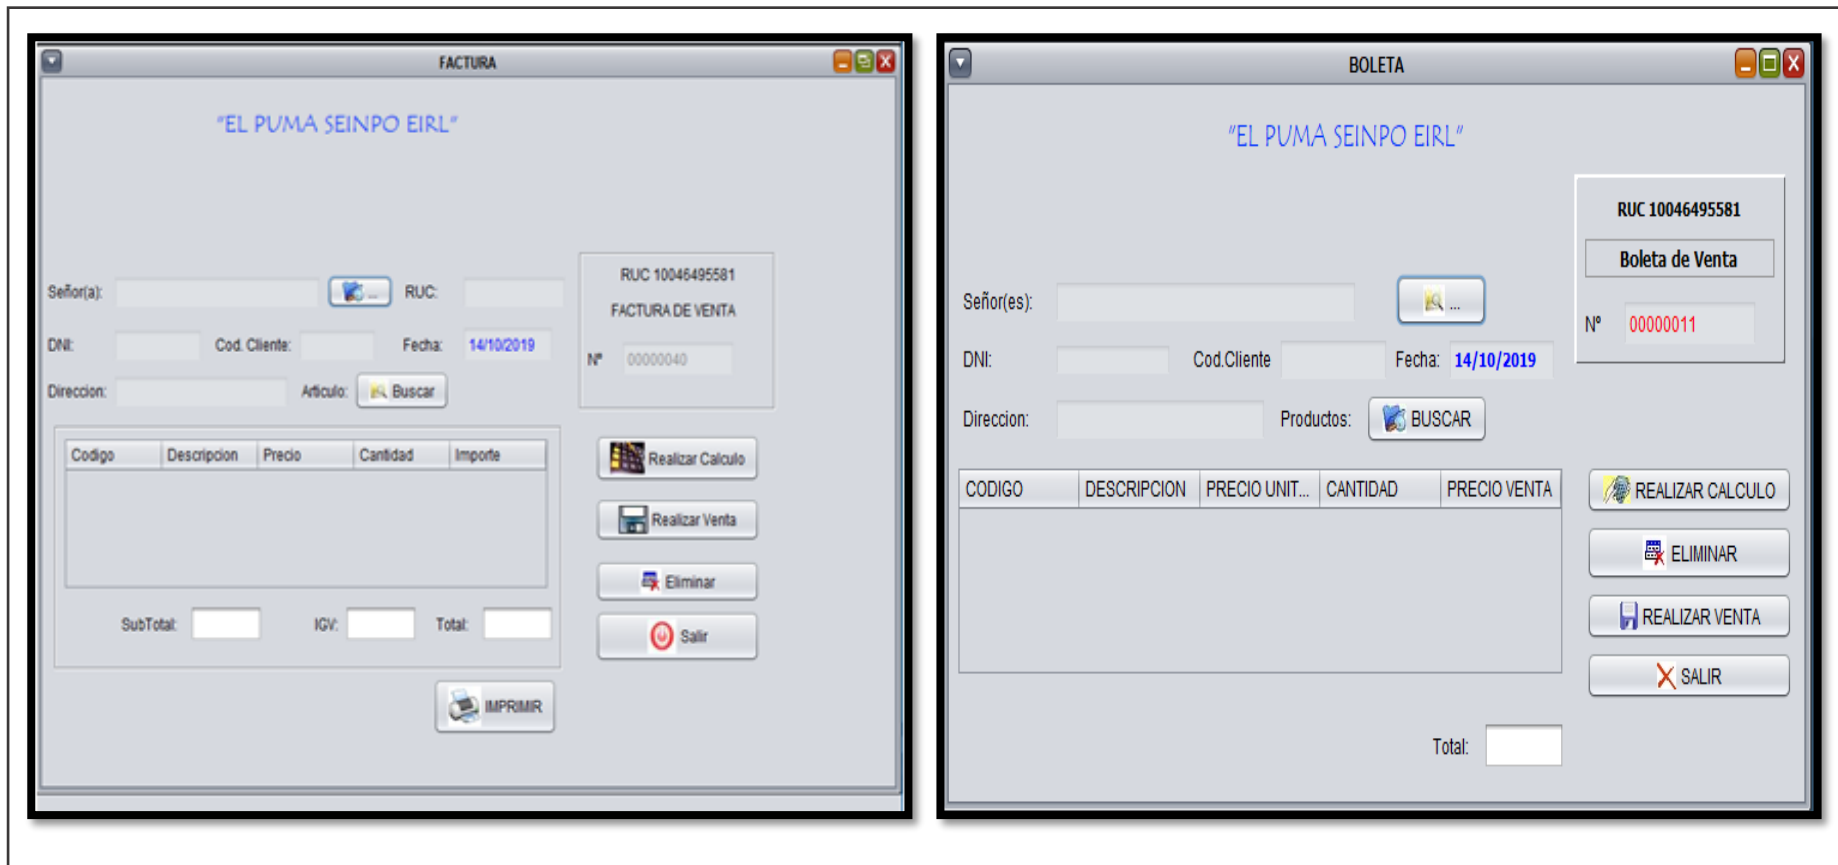 FACTURA
"EL PUMA SEINPO EIRL"
Señor(a):
...
RUC:
RUC 10046495581
FACTURA DE VENTA
Nº 00000040
DNI:
Cod. Cliente:
Fecha: 14/10/2019
Direccion:
Articulo: Buscar
Codigo Descripcion Precio Cantidad Importe
Realizar Calculo
Realizar Venta
Eliminar
Salir
SubTotal: IGV: Total:
IMPRIMIR
BOLETA
"EL PUMA SEINPO EIRL"
RUC 10046495581
Boleta de Venta
Nº 00000011
Señor(es):
...
DNI:
Cod.Cliente
Fecha: 14/10/2019
Direccion:
Productos: BUSCAR
CODIGO DESCRIPCION PRECIO UNIT... CANTIDAD PRECIO VENTA
REALIZAR CALCULO
ELIMINAR
REALIZAR VENTA
SALIR
Total: